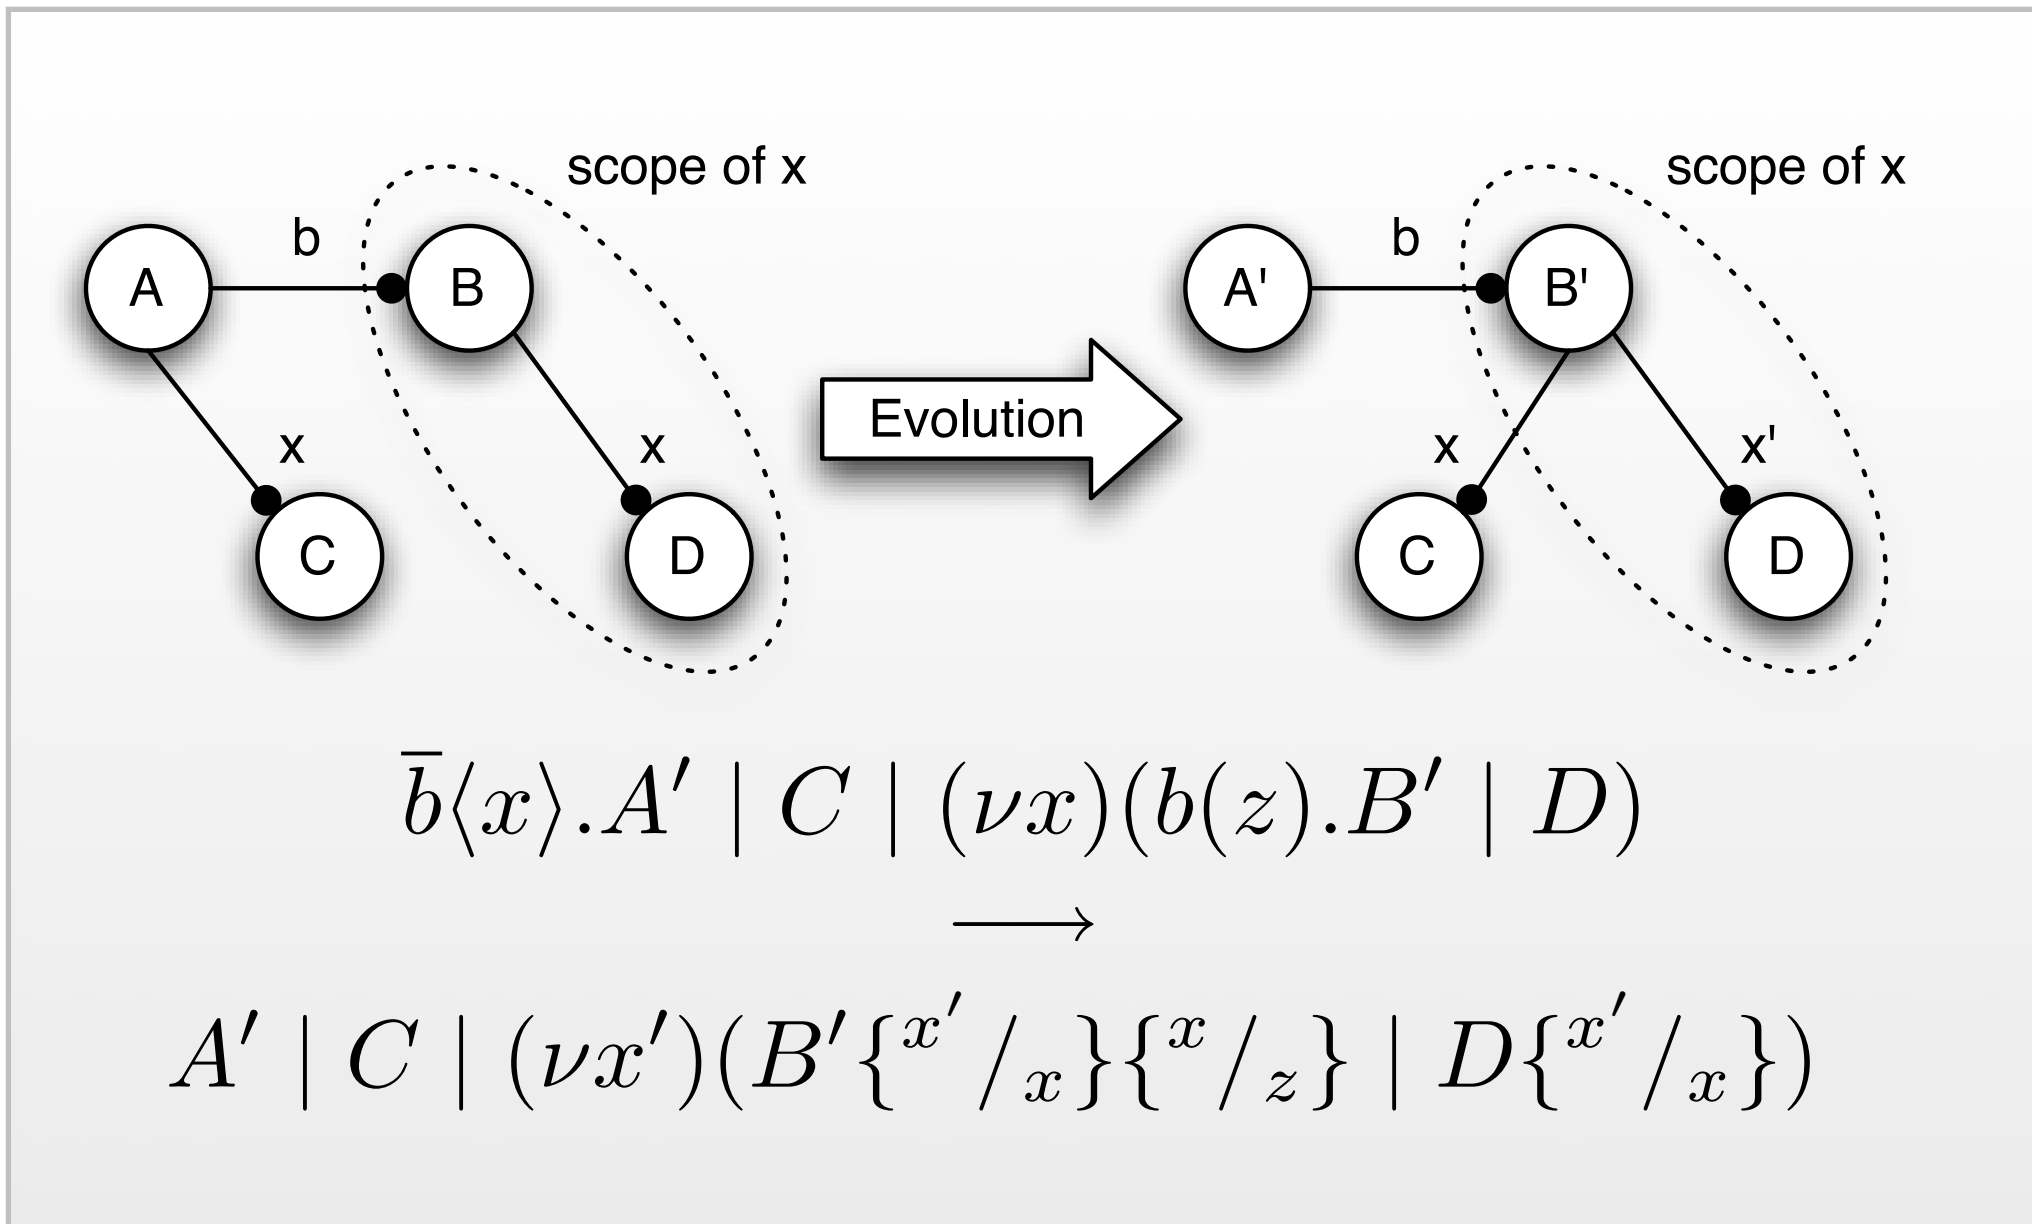 scope of x
scope of x
b
b
A
B
A'
B'
Evolution
x
x
x
x'
C
D
C
D
b̅⟨x⟩.A′ | C | (νx)(b(z).B′ | D)
⟶
A′ | C | (νx′)(B′{x′/x}{x/z} | D{x′/x})